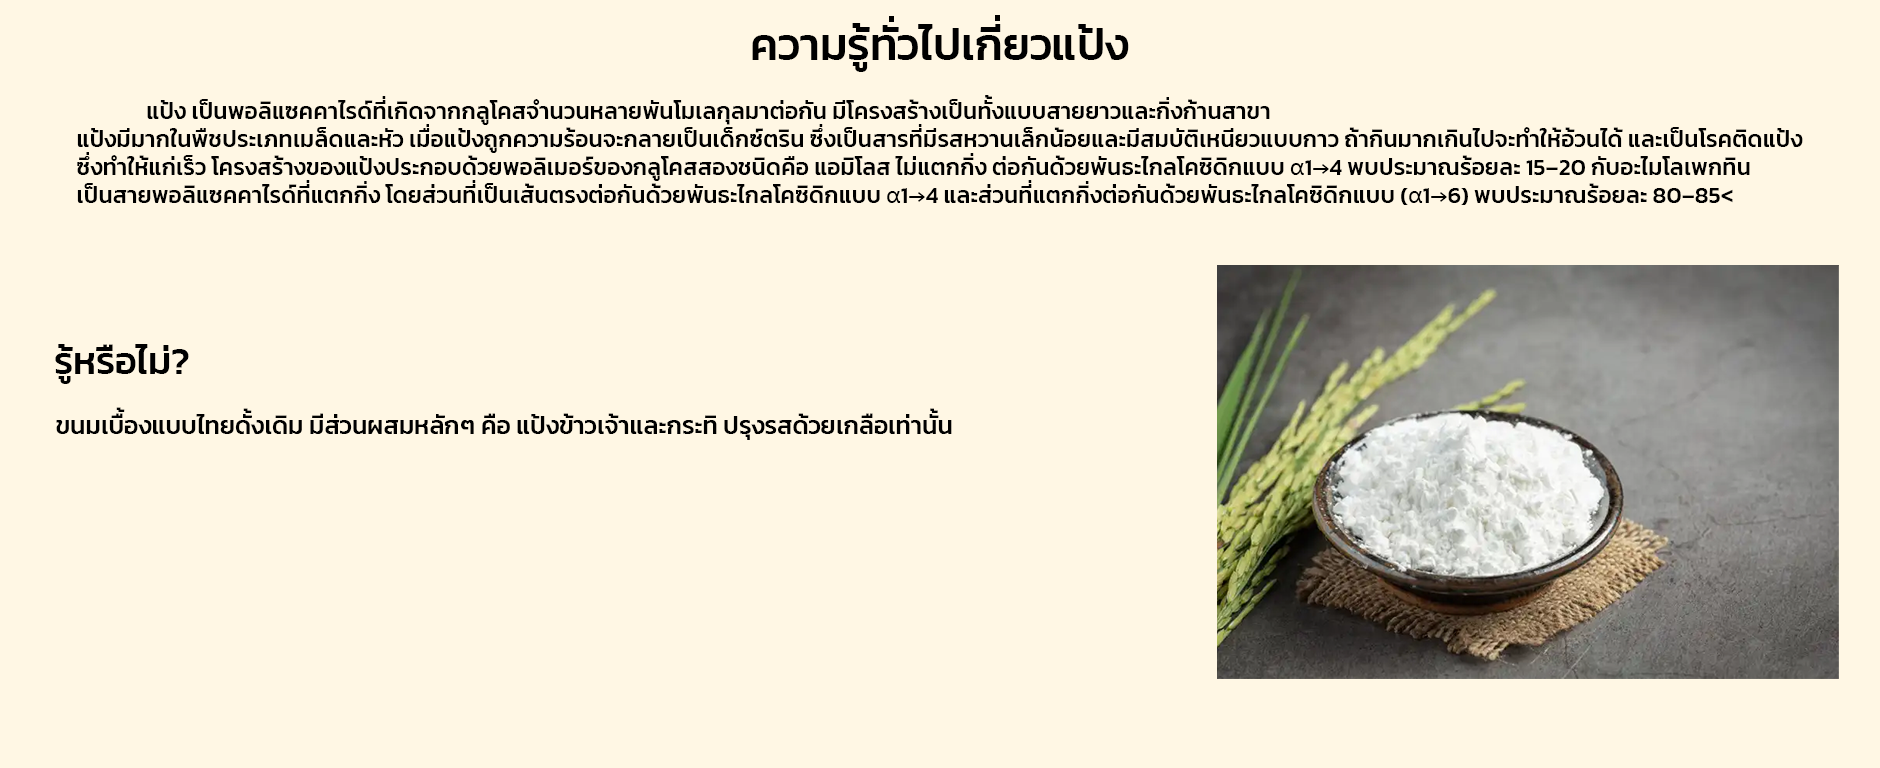 ความรู้ทั่วไปเกี่ยวแป้ง
แป้ง เป็นพอลิแซคคาไรด์ที่เกิดจากกลูโคสจำนวนหลายพันโมเลกุลมาต่อกัน มีโครงสร้างเป็นทั้งแบบสายยาวและกิ่งก้านสาขา
แป้งมีมากในพืชประเภทเมล็ดและหัว เมื่อแป้งถูกความร้อนจะกลายเป็นเด็กซ์ตริน ซึ่งเป็นสารที่มีรสหวานเล็กน้อยและมีสมบัติเหนียวแบบกาว ถ้ากินมากเกินไปจะทำให้อ้วนได้ และเป็นโรคติดแป้ง
ซึ่งทำให้แก่เร็ว โครงสร้างของแป้งประกอบด้วยพอลิเมอร์ของกลูโคสสองชนิดคือ แอมิโลส ไม่แตกกิ่ง ต่อกันด้วยพันธะไกลโคซิดิกแบบ α1→4 พบประมาณร้อยละ 15–20 กับอะไมโลเพกทิน
เป็นสายพอลิแซคคาไรด์ที่แตกกิ่ง โดยส่วนที่เป็นเส้นตรงต่อกันด้วยพันธะไกลโคซิดิกแบบ α1→4 และส่วนที่แตกกิ่งต่อกันด้วยพันธะไกลโคซิดิกแบบ (α1→6) พบประมาณร้อยละ 80–85<
รู้หรือไม่?
ขนมเบื้องแบบไทยดั้งเดิม มีส่วนผสมหลักๆ คือ แป้งข้าวเจ้าและกระทิ ปรุงรสด้วยเกลือเท่านั้น